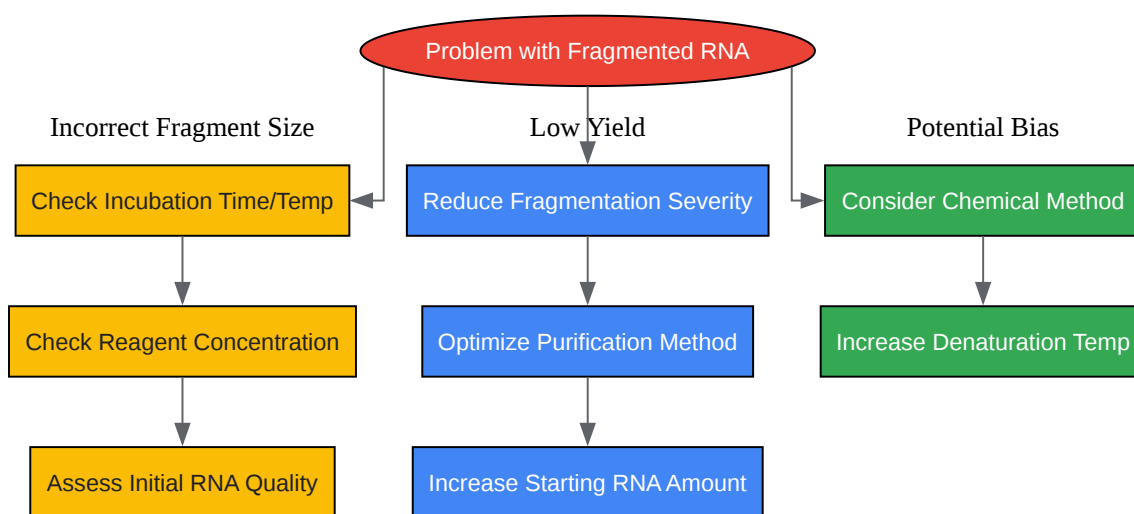 Problem with Fragmented RNA
Incorrect Fragment Size
Low Yield
Potential Bias
Check Incubation Time/Temp
Reduce Fragmentation Severity
Consider Chemical Method
Check Reagent Concentration
Optimize Purification Method
Increase Denaturation Temp
Assess Initial RNA Quality
Increase Starting RNA Amount